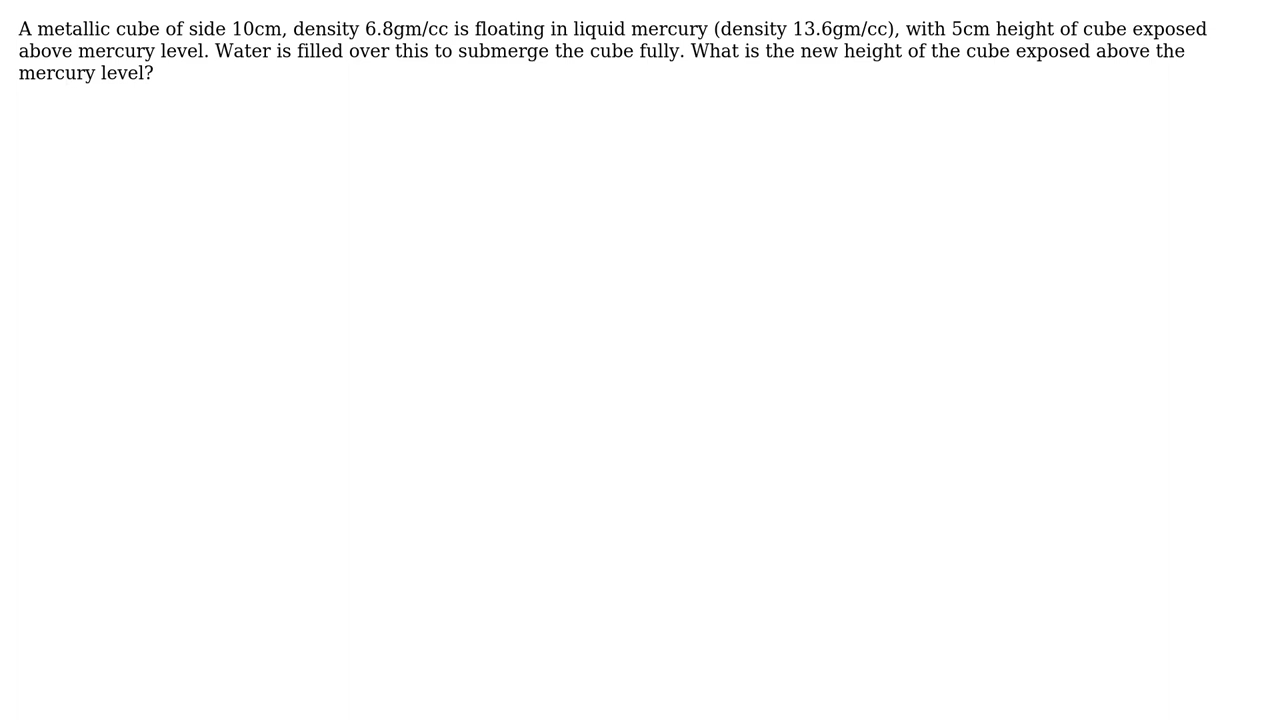 A metallic cube of side 10cm, density 6.8gm/cc is floating in liquid mercury (density 13.6gm/cc), with 5cm height of cube exposed
above mercury level. Water is filled over this to submerge the cube fully. What is the new height of the cube exposed above the
mercury level?